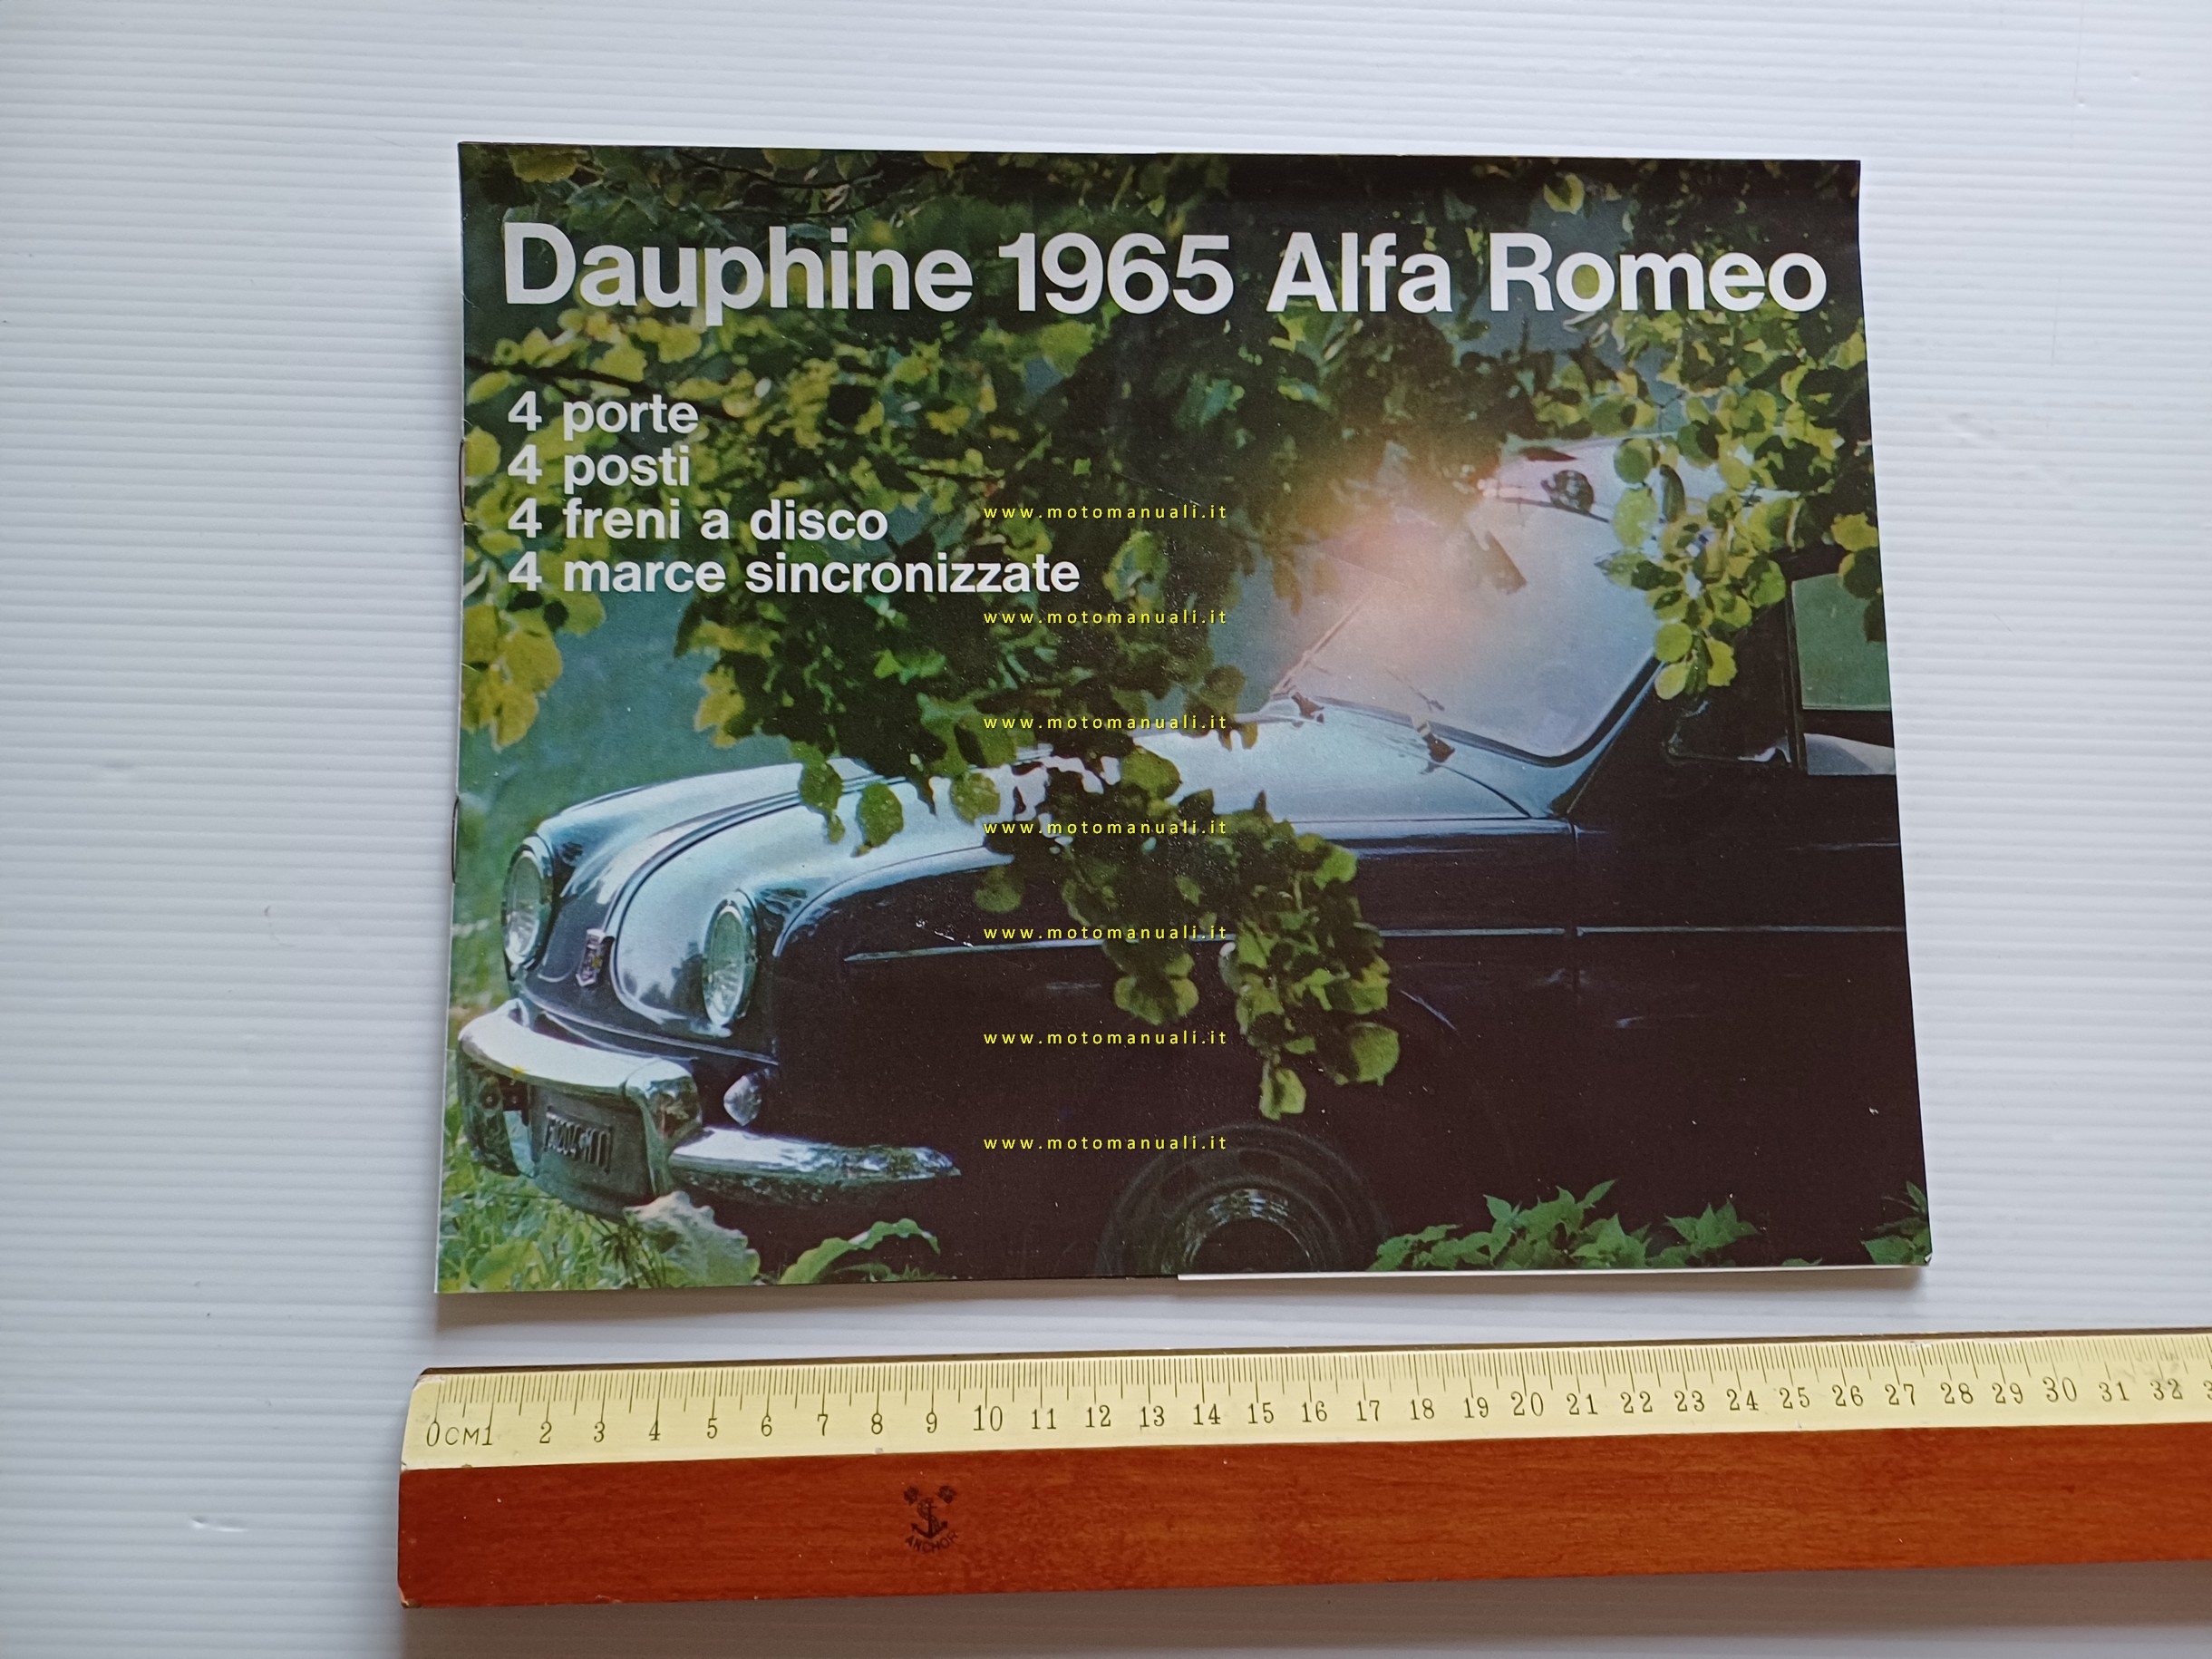 Dauphine 1965 Alfa Romeo
4 porte
4 posti
4 freni a disco
4 marce sincronizzate
www.motomanuali.it
www.motomanuali.it
www.motomanuali.it
www.motomanuali.it
www.motomanuali.it
www.motomanuali.it
www.motomanuali.it
0CM1 2 3 4 5 6 7 8 9 10 11 12 13 14 15 16 17 18 19 20 21 22 23 24 25 26 27 28 29 30 31 32
ANCHOR